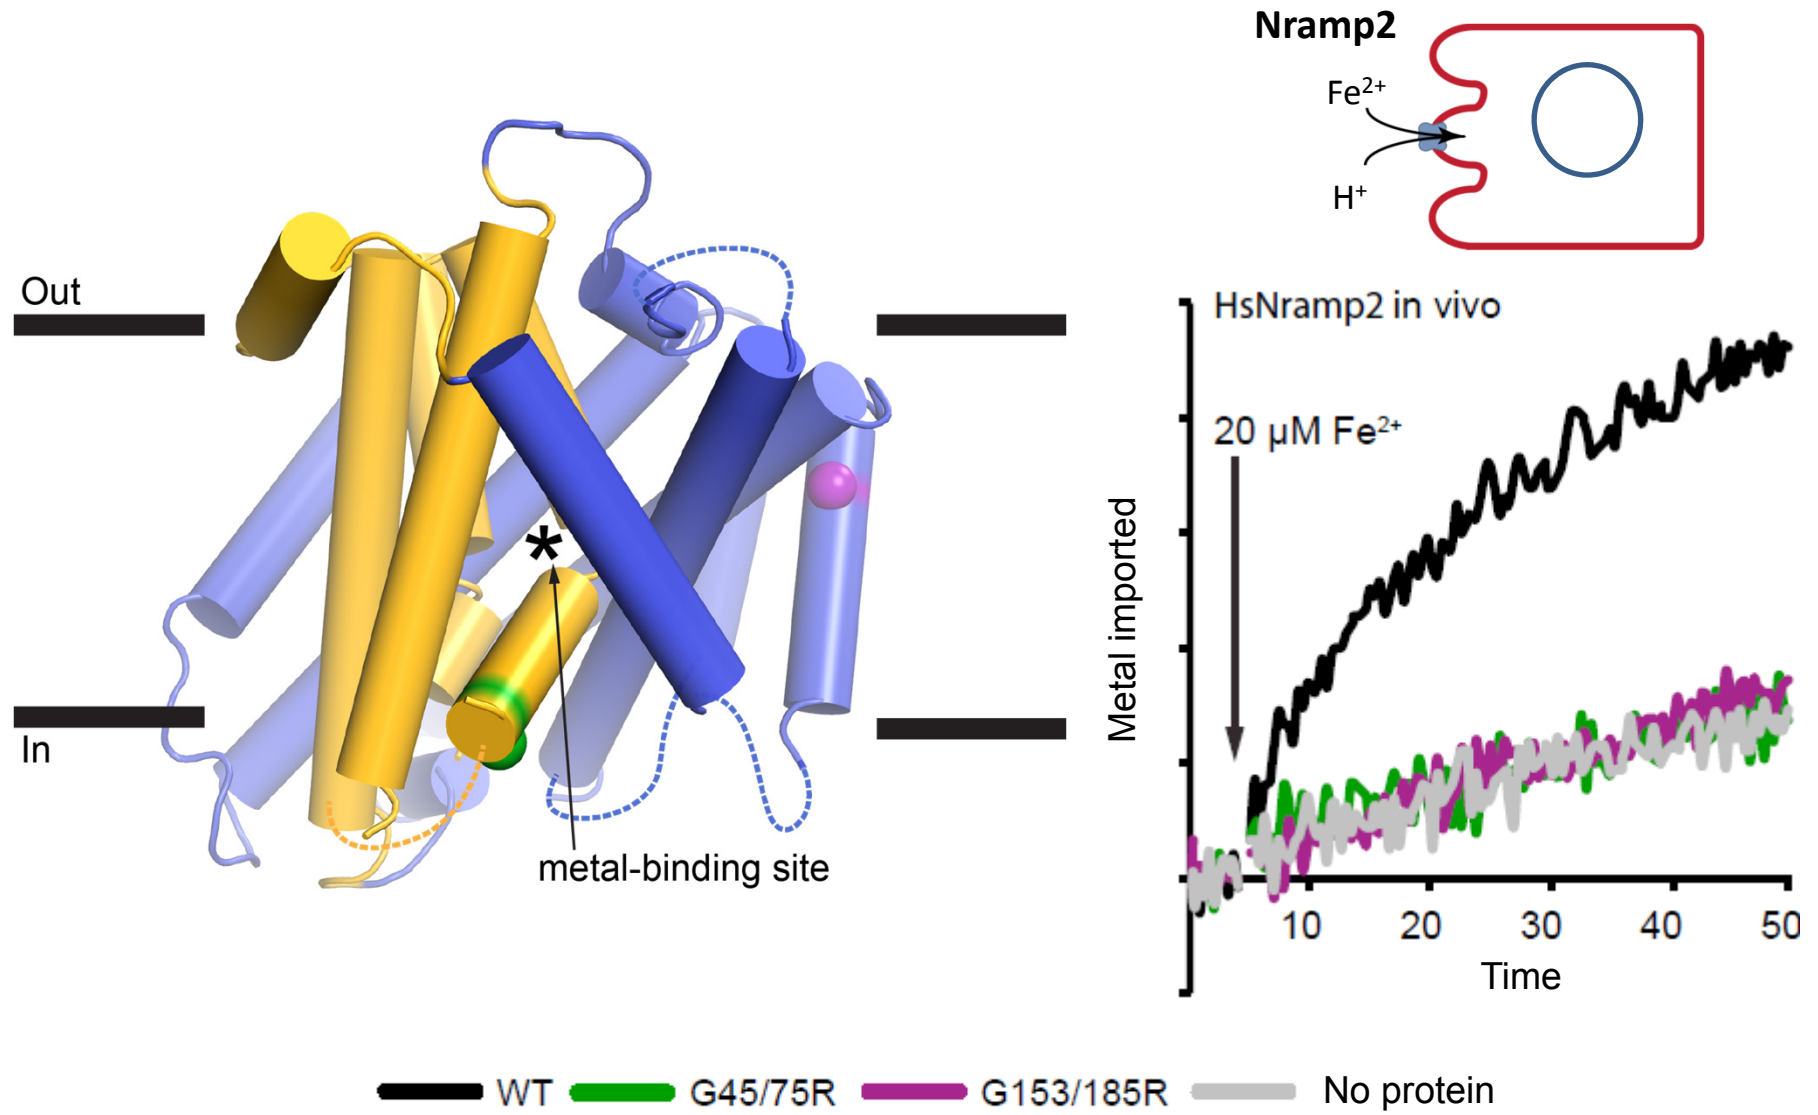 Nramp2
Fe²⁺
H⁺
Out
In
metal-binding site
HsNramp2 in vivo
20 µM Fe²⁺
Metal imported
10 20 30 40 50
Time
*
WT G45/75R G153/185R No protein